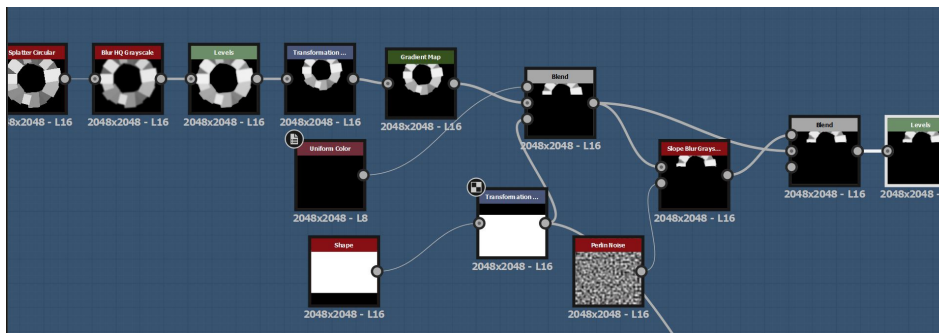 Splatter Circular
Blur HQ Grayscale
Levels
Transformation ...
Gradient Map
Blend
48x2048 - L16
2048x2048 - L16
2048x2048 - L16
2048x2048 - L16
2048x2048 - L16
2048x2048 - L16
Uniform Color
2048x2048 - L8
Transformation ...
2048x2048 - L16
Shape
2048x2048 - L16
Perlin Noise
2048x2048 - L16
Slope Blur Grays...
2048x2048 - L16
Blend
2048x2048 - L16
Levels
2048x2048 - L16